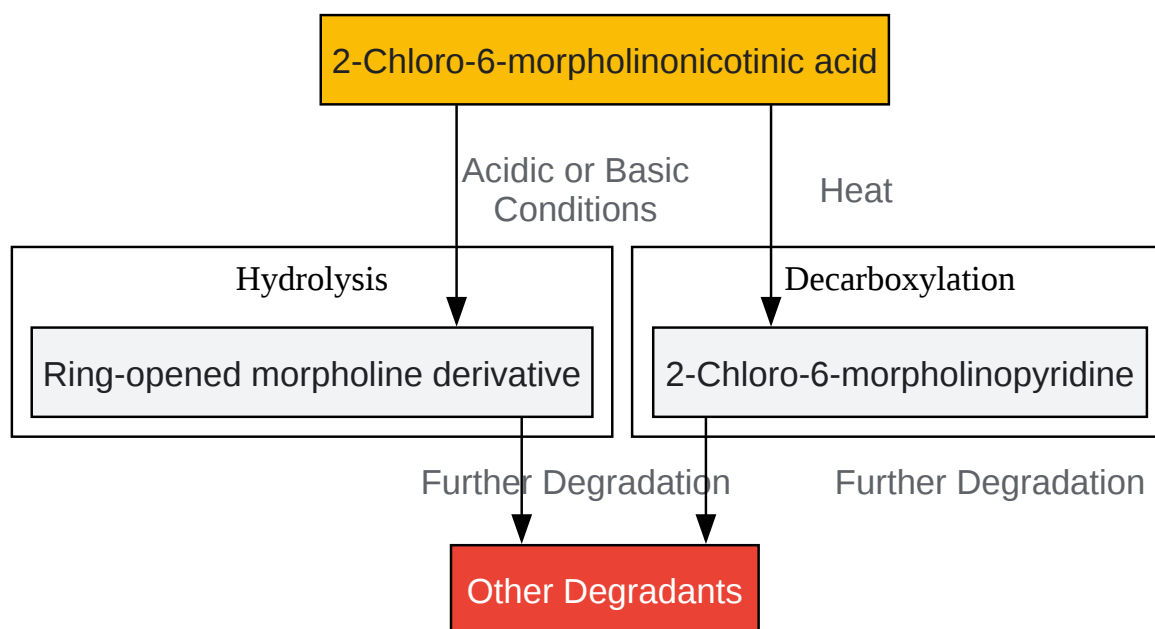 2-Chloro-6-morpholinonicotinic acid
Acidic or Basic
Conditions
Heat
Hydrolysis
Decarboxylation
Ring-opened morpholine derivative
2-Chloro-6-morpholinopyridine
Further Degradation
Further Degradation
Other Degradants